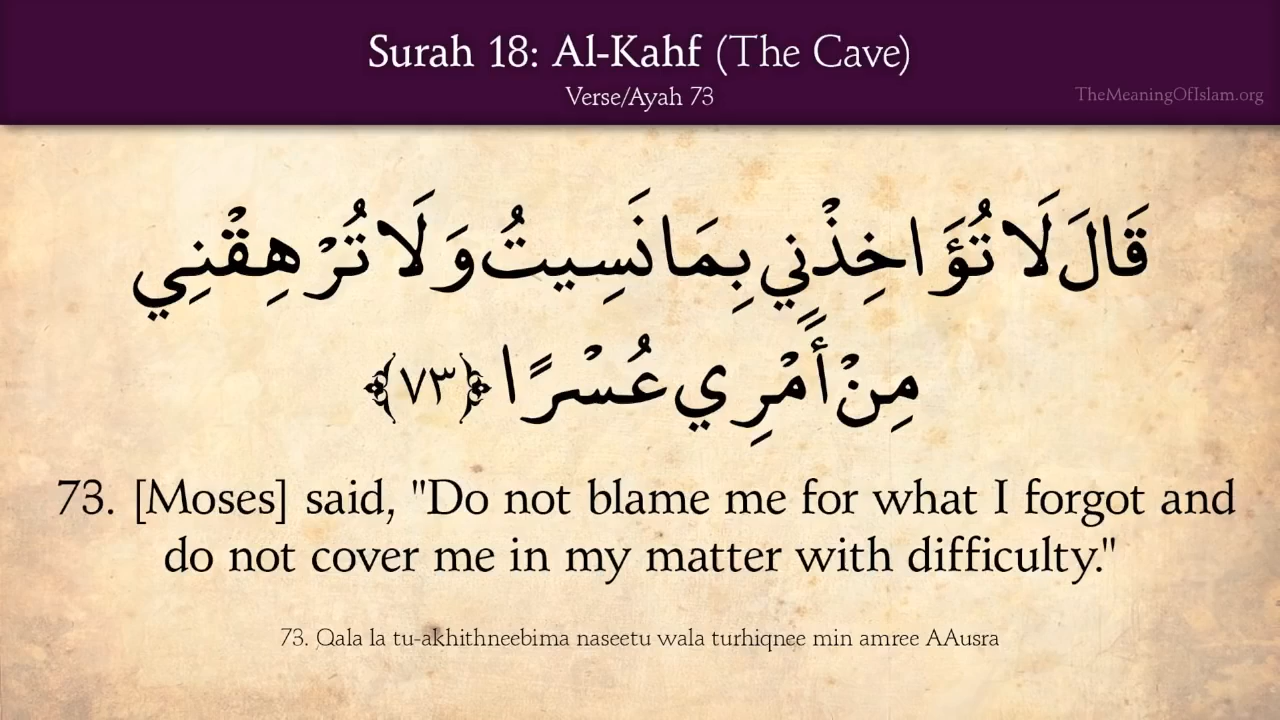 Surah 18: Al-Kahf (The Cave)
Verse/Ayah 73
TheMeaningOfIslam.org
قَالَ لَا تُؤَاخِذْنِي بِمَا نَسِيتُ وَلَا تُرْهِقْنِي
مِنْ أَمْرِي عُسْرًا ﴿٧٣﴾
73. [Moses] said, "Do not blame me for what I forgot and
do not cover me in my matter with difficulty."
73. Qala la tu-akhithneebima naseetu wala turhiqnee min amree AAusra